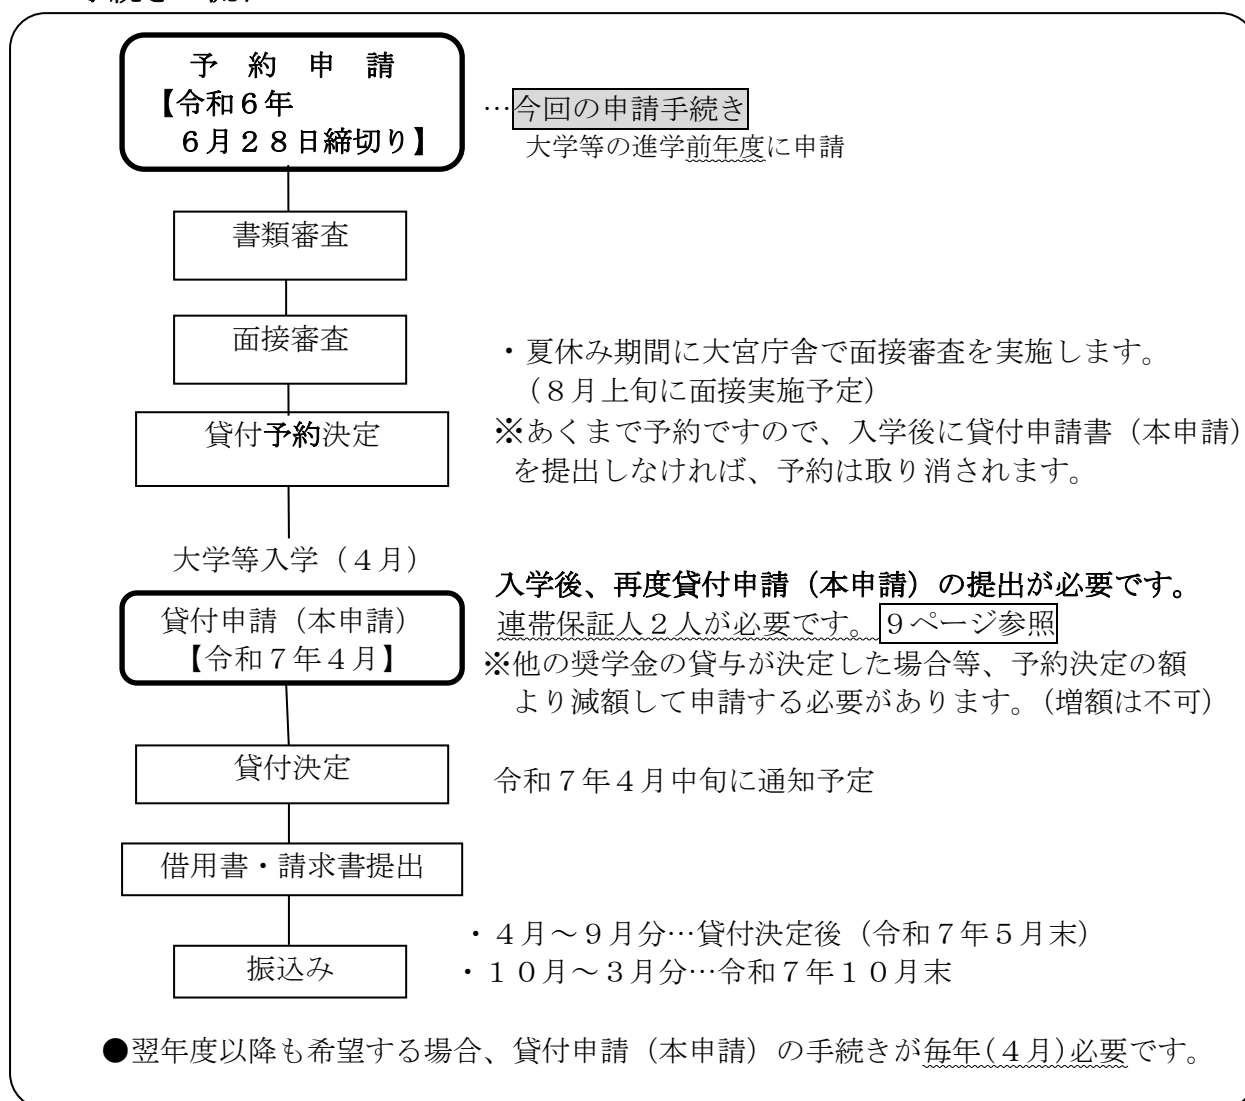 予 約 申 請
【令和６年
６月２８日締切り】
…今回の申請手続き
大学等の進学前年度に申請
書類審査
面接審査
・夏休み期間に大宮庁舎で面接審査を実施します。
（８月上旬に面接実施予定）
貸付予約決定
※あくまで予約ですので、入学後に貸付申請書（本申請）
を提出しなければ、予約は取り消されます。
大学等入学（４月）
貸付申請（本申請）
【令和７年４月】
入学後、再度貸付申請（本申請）の提出が必要です。
連帯保証人２人が必要です。９ページ参照
※他の奨学金の貸与が決定した場合等、予約決定の額
より減額して申請する必要があります。（増額は不可）
貸付決定
令和７年４月中旬に通知予定
借用書・請求書提出
振込み
・４月～９月分…貸付決定後（令和７年５月末）
・１０月～３月分…令和７年１０月末
●翌年度以降も希望する場合、貸付申請（本申請）の手続きが毎年(４月)必要です。